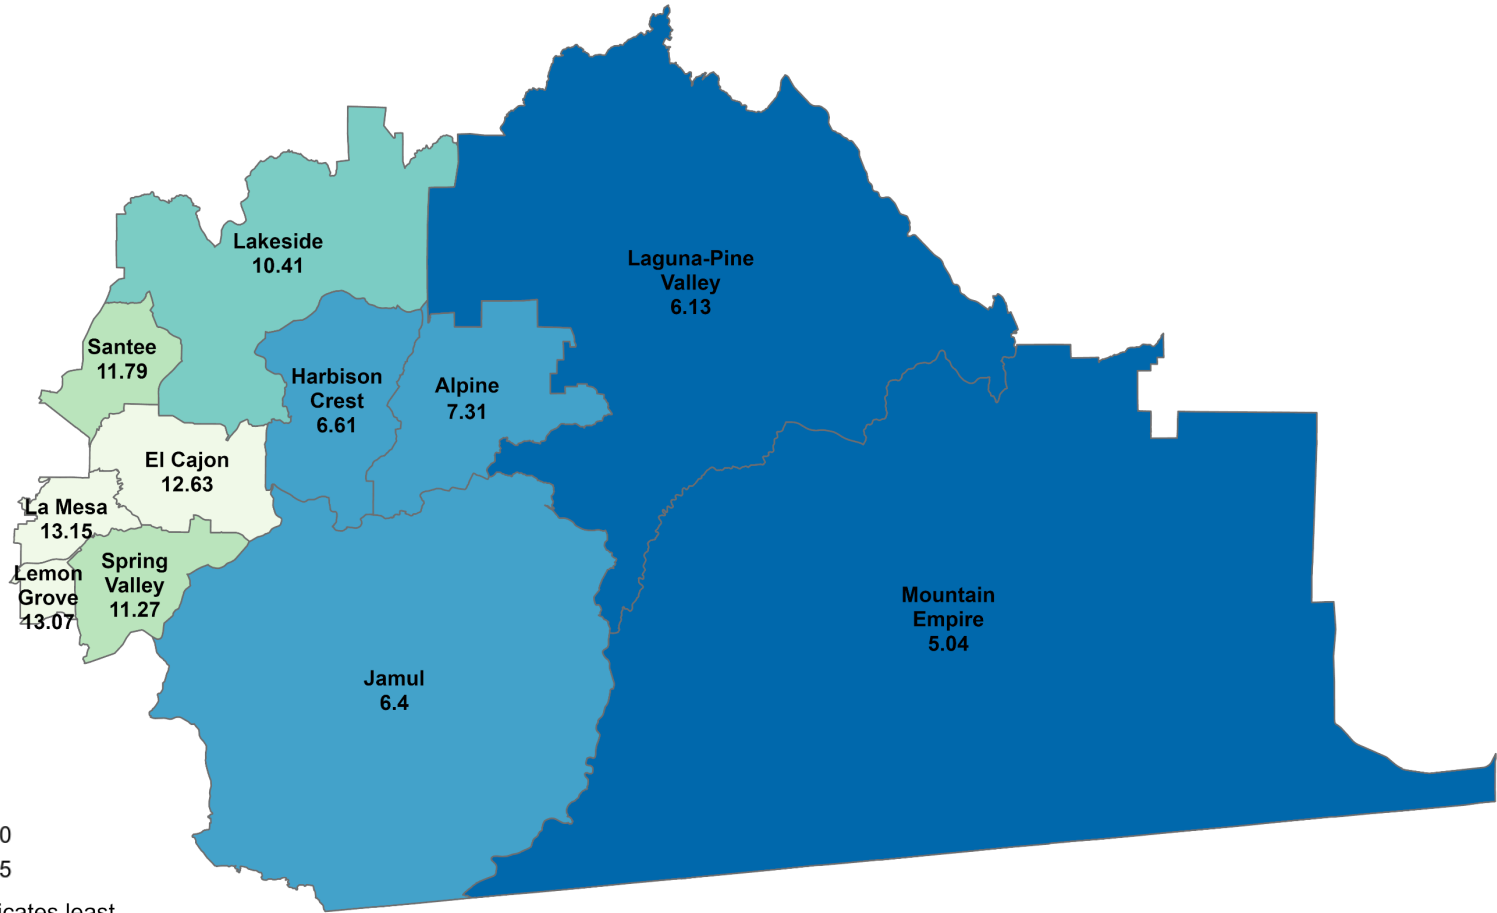 Lakeside
10.41
Laguna-Pine
Valley
6.13
Santee
11.79
Harbison
Crest
6.61
Alpine
7.31
El Cajon
12.63
La Mesa
13.15
Spring
Valley
11.27
Lemon
Grove
13.07
Mountain
Empire
5.04
Jamul
6.4
0
5
least